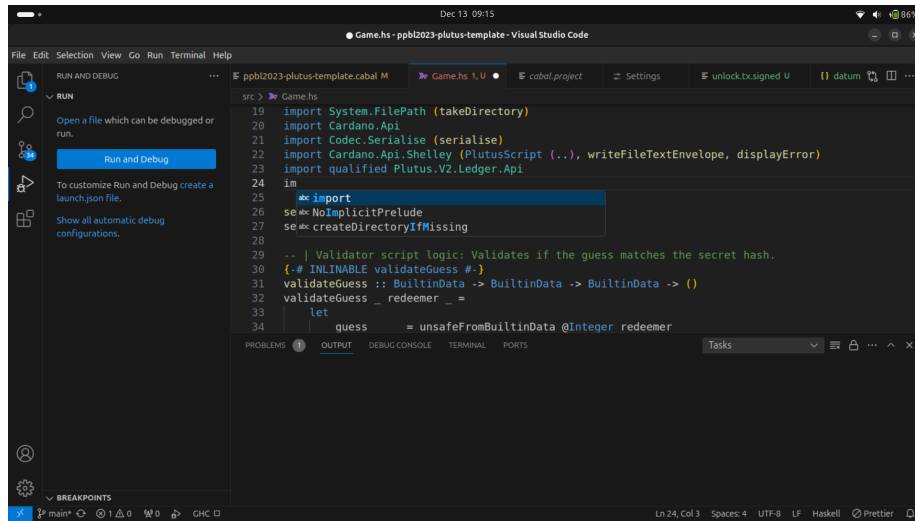 Dec 13 09:15
86%
● Game.hs - ppbl2023-plutus-template - Visual Studio Code
File Edit Selection View Go Run Terminal Help
RUN AND DEBUG ···
ppbl2023-plutus-template.cabal M Game.hs 1, U ● cabal.project Settings unlock.tx.signed U {} datum ···
RUN
src > Game.hs
Open a file which can be debugged or
run.
Run and Debug
To customize Run and Debug create a
launch.json file.
Show all automatic debug
configurations.
1
34
19 import System.FilePath (takeDirectory)
20 import Cardano.Api
21 import Codec.Serialise (serialise)
22 import Cardano.Api.Shelley (PlutusScript (..), writeFileTextEnvelope, displayError)
23 import qualified Plutus.V2.Ledger.Api
24 im
25 abc import
26 se abc NoImplicitPrelude
27 se abc createDirectoryIfMissing
28
29 -- | Validator script logic: Validates if the guess matches the secret hash.
30 {-# INLINABLE validateGuess #-}
31 validateGuess :: BuiltinData -> BuiltinData -> BuiltinData -> ()
32 validateGuess _ redeemer _ =
33 let
34 guess = unsafeFromBuiltinData @Integer redeemer
PROBLEMS 1 OUTPUT DEBUG CONSOLE TERMINAL PORTS Tasks ···
BREAKPOINTS
main* 1 0 0 GHC Ln 24, Col 3 Spaces: 4 UTF-8 LF Haskell Prettier